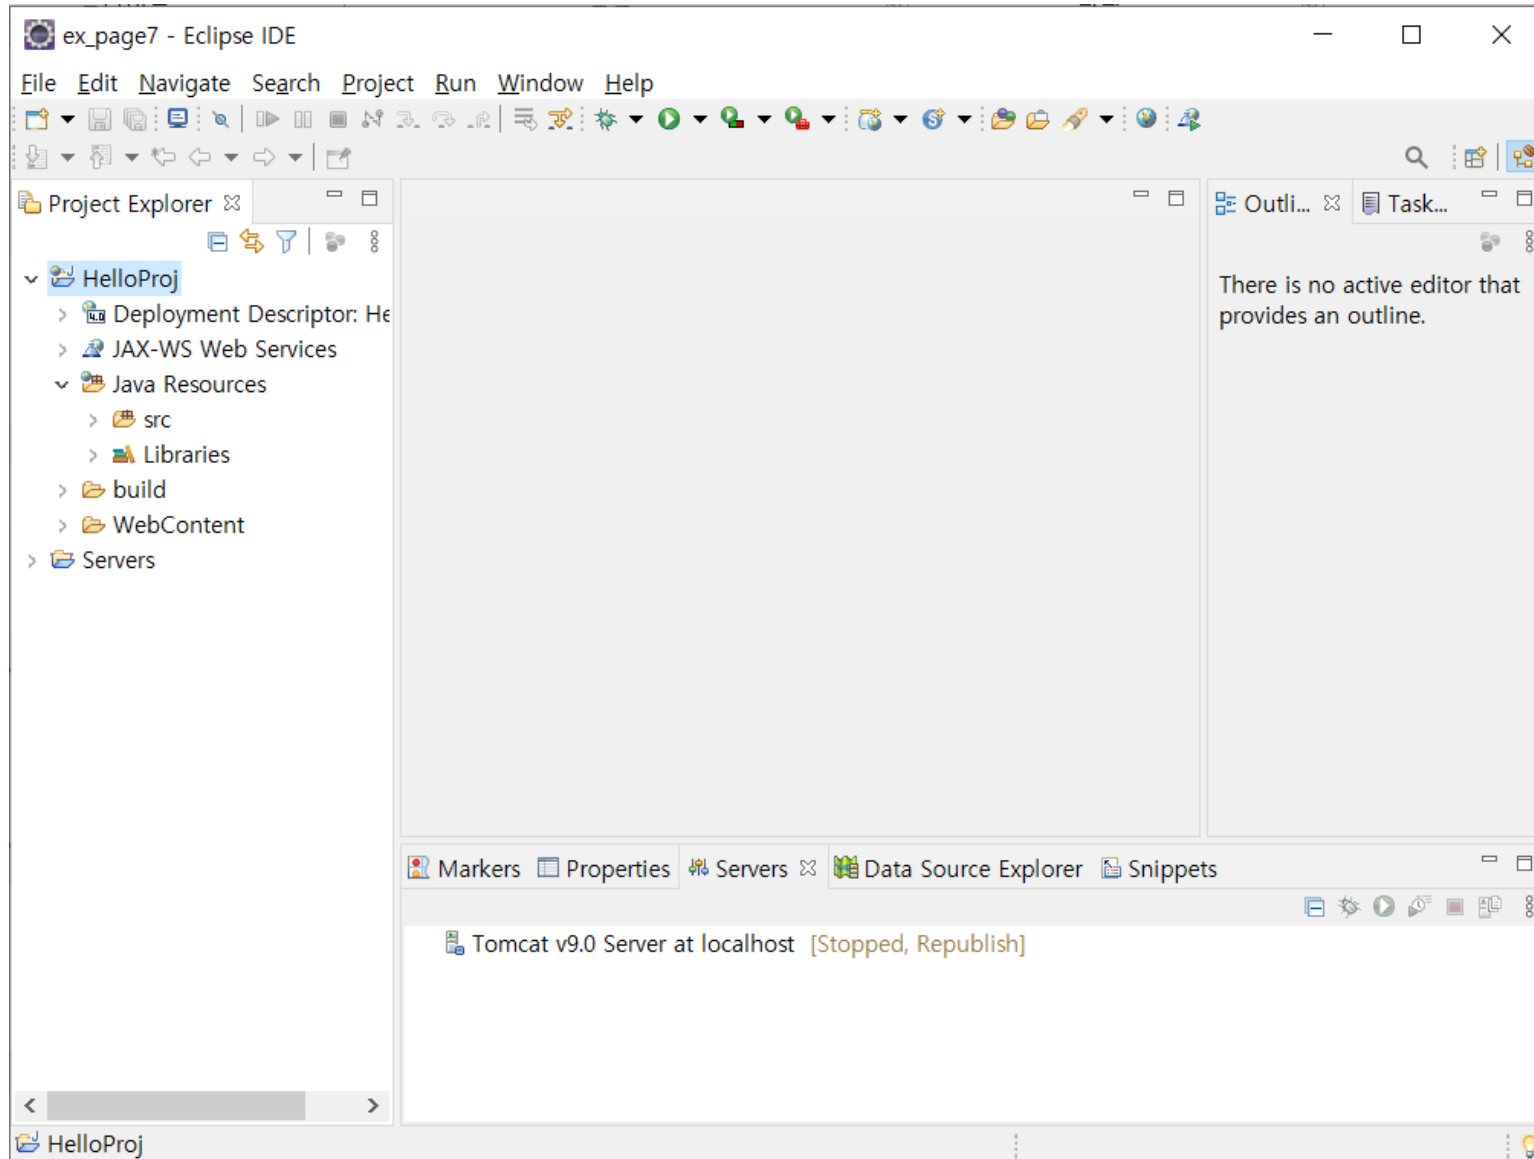 ex_page7 - Eclipse IDE
File Edit Navigate Search Project Run Window Help
Project Explorer
HelloProj
Deployment Descriptor: He
JAX-WS Web Services
Java Resources
src
Libraries
build
WebContent
Servers
Outli...
Task...
There is no active editor that
provides an outline.
Markers Properties Servers Data Source Explorer Snippets
Tomcat v9.0 Server at localhost [Stopped, Republish]
HelloProj